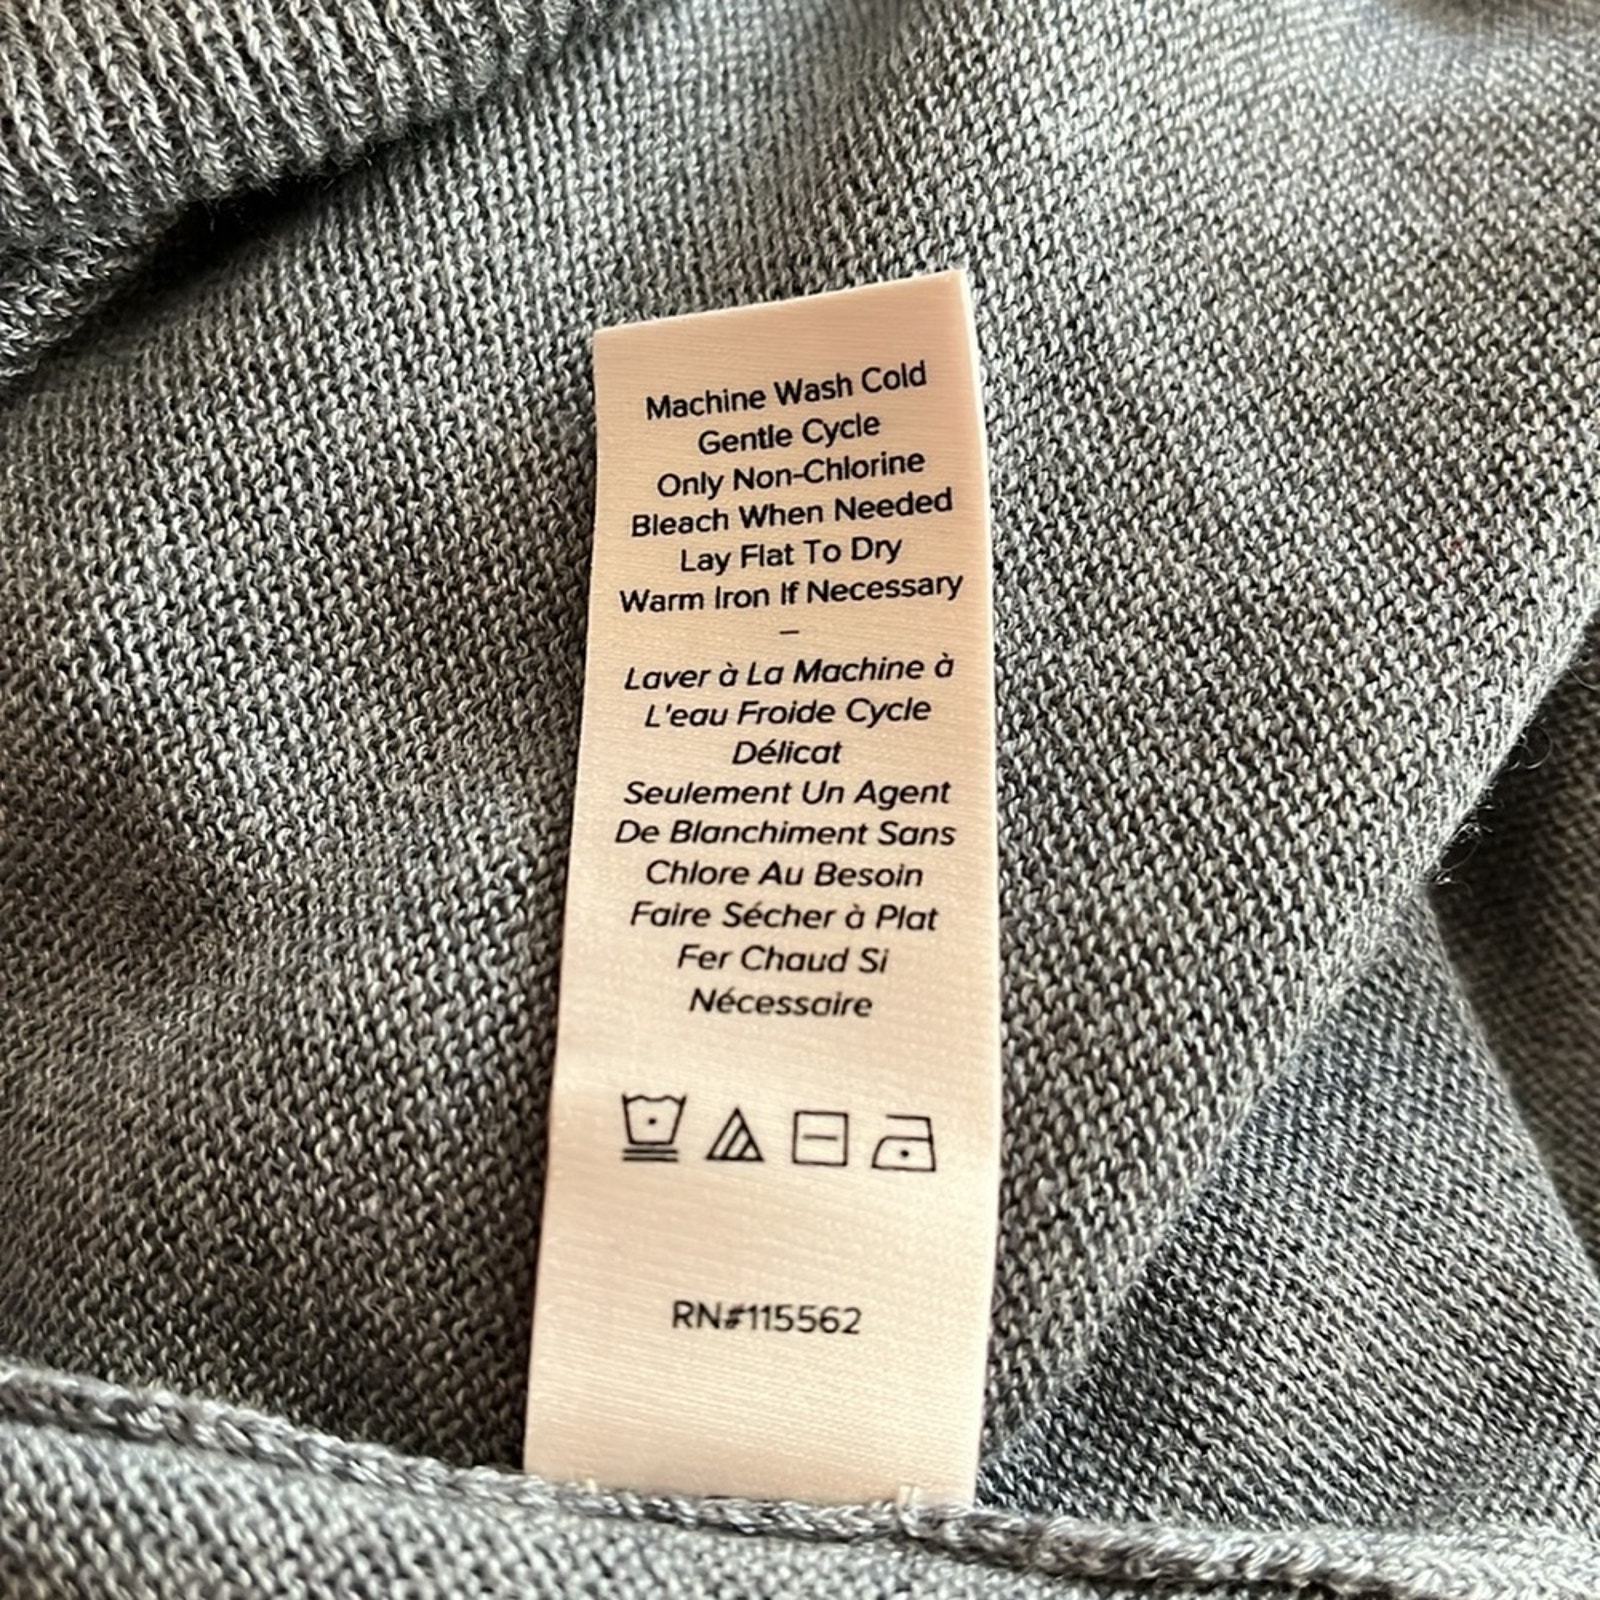 Machine Wash Cold
Gentle Cycle
Only Non-Chlorine
Bleach When Needed
Lay Flat To Dry
Warm Iron If Necessary
–
Laver à La Machine à
L'eau Froide Cycle
Délicat
Seulement Un Agent
De Blanchiment Sans
Chlore Au Besoin
Faire Sécher à Plat
Fer Chaud Si
Nécessaire
RN#115562